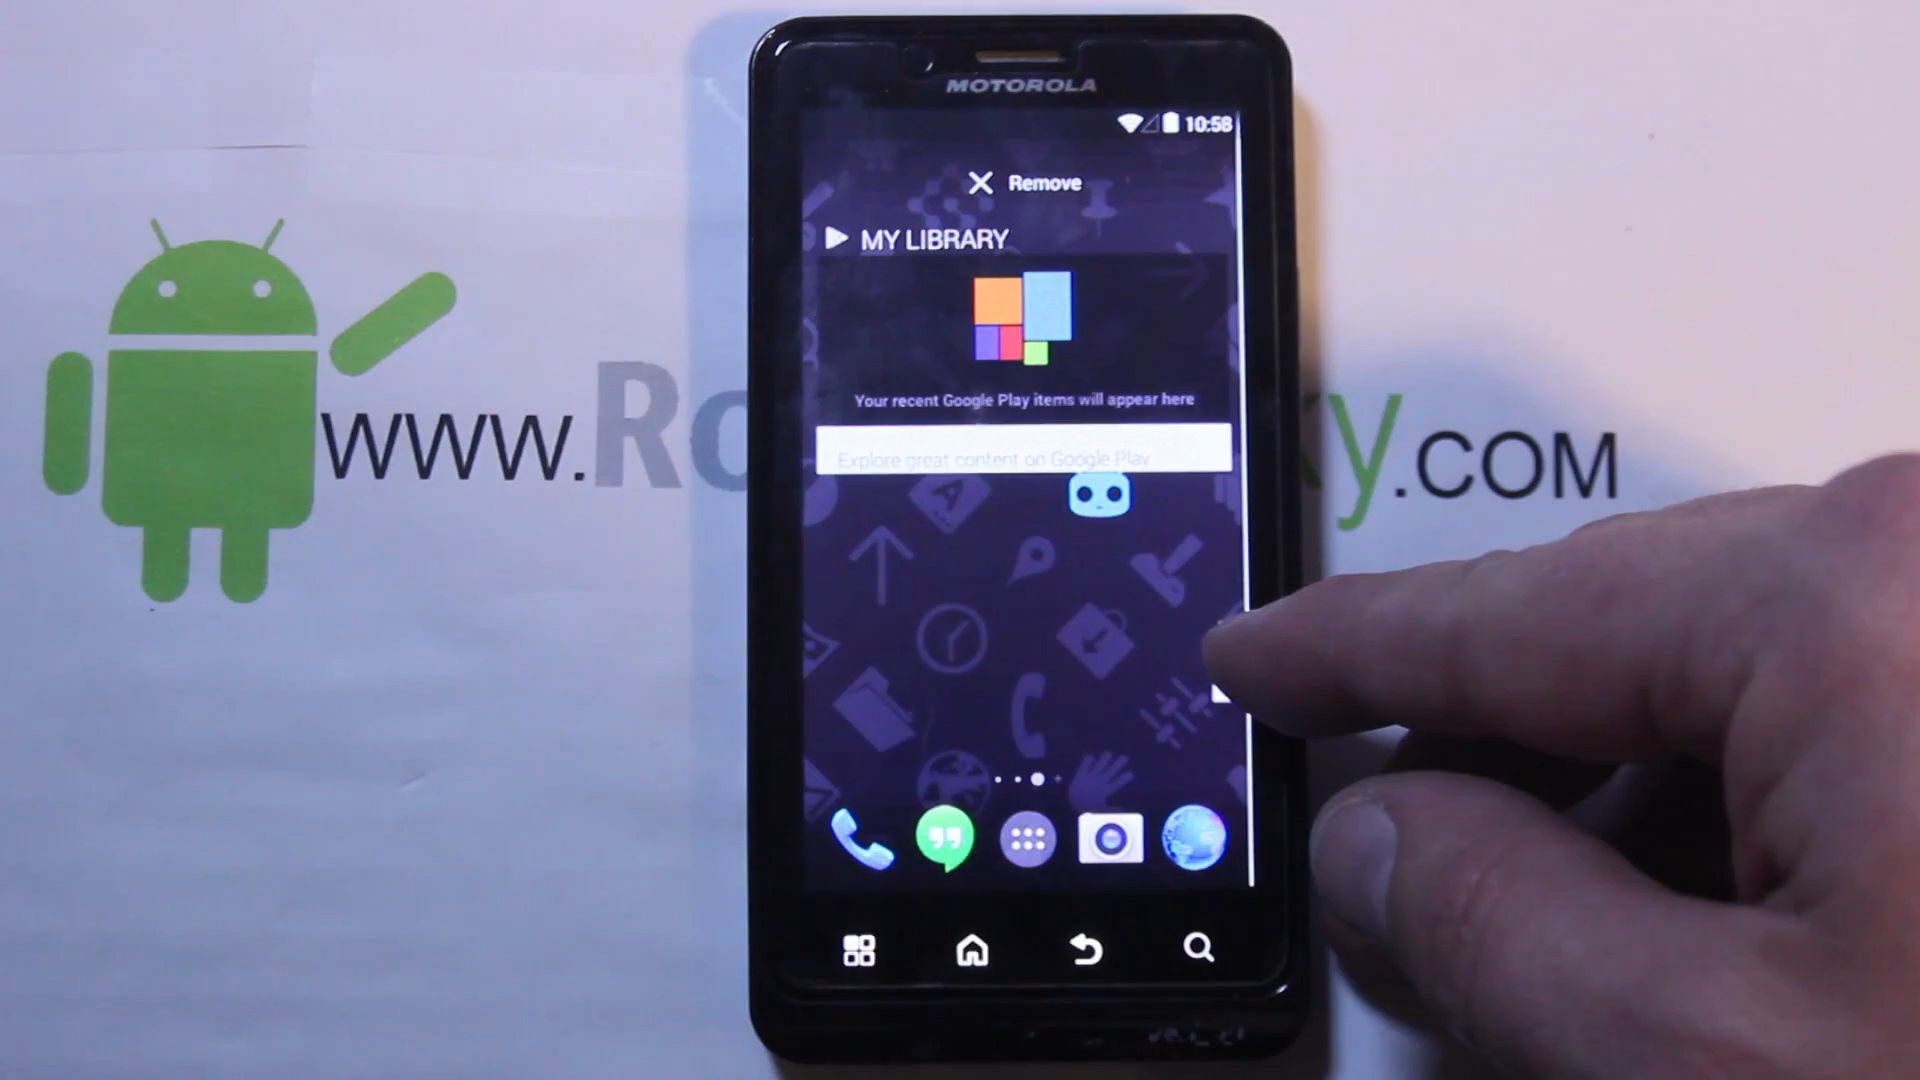 MOTOROLA
10:58
Remove
MY LIBRARY
Your recent Google Play items will appear here
Explore great content on Google Play
www.Ro
y.COM